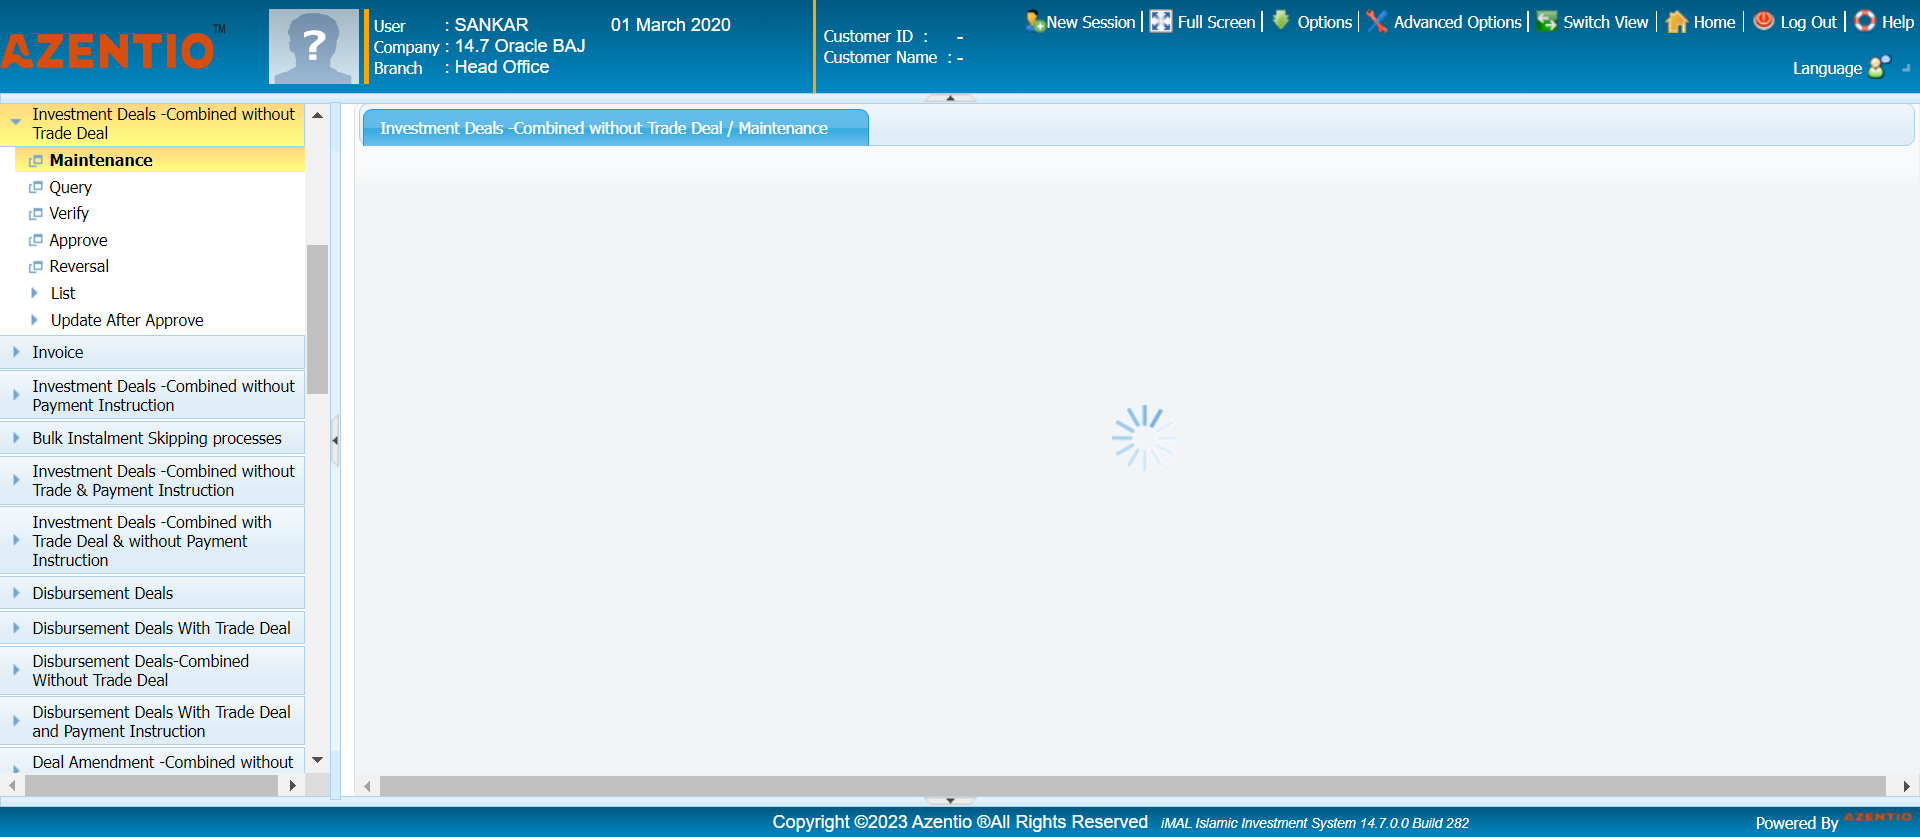 AZENTIO TM
?
User : SANKAR 01 March 2020
Company : 14.7 Oracle BAJ
Branch : Head Office
Customer ID : -
Customer Name : -
New Session | Full Screen | Options | Advanced Options | Switch View | Home | Log Out | Help
Language
Investment Deals -Combined without
Trade Deal
Maintenance
Query
Verify
Approve
Reversal
List
Update After Approve
Invoice
Investment Deals -Combined without
Payment Instruction
Bulk Instalment Skipping processes
Investment Deals -Combined without
Trade & Payment Instruction
Investment Deals -Combined with
Trade Deal & without Payment
Instruction
Disbursement Deals
Disbursement Deals With Trade Deal
Disbursement Deals-Combined
Without Trade Deal
Disbursement Deals With Trade Deal
and Payment Instruction
Deal Amendment -Combined without
Investment Deals -Combined without Trade Deal / Maintenance
Copyright ©2023 Azentio ®All Rights Reserved iMAL Islamic Investment System 14.7.0.0 Build 282
Powered By AZENTIO